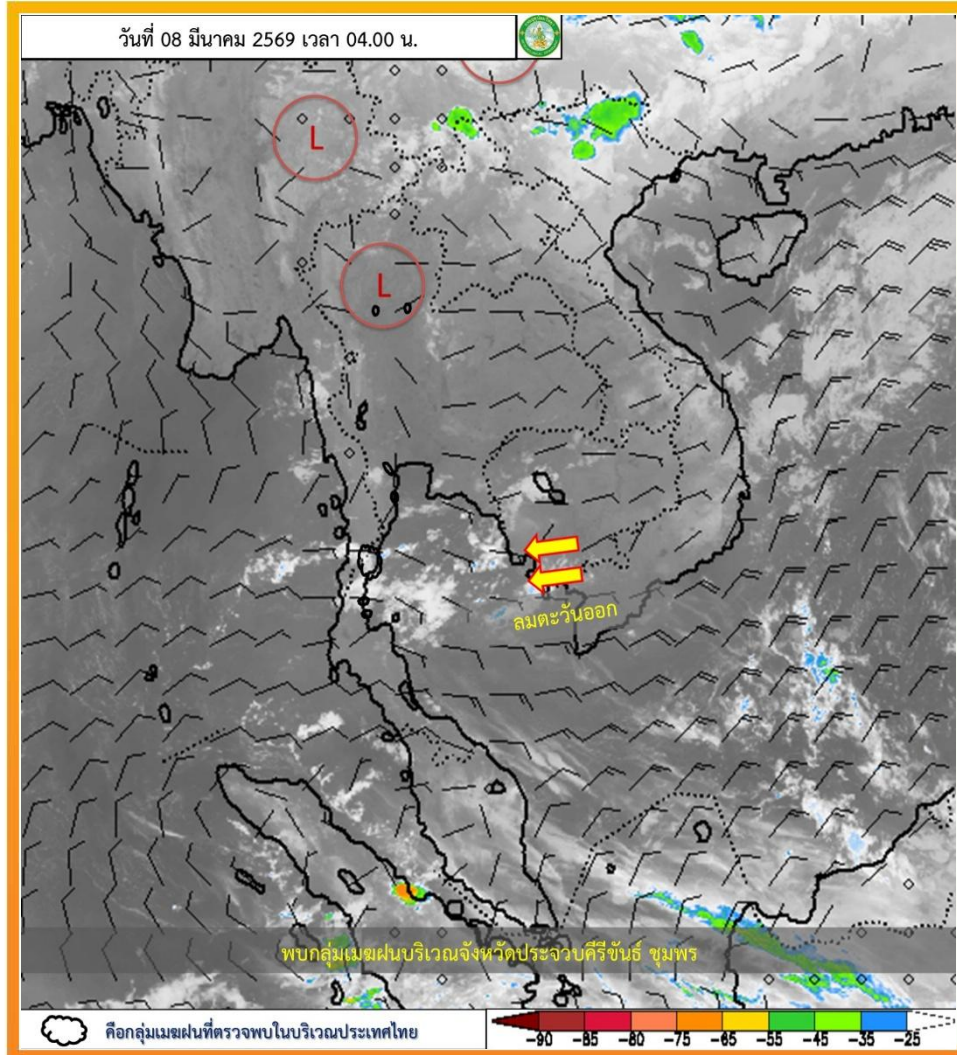 วันที่ 08 มีนาคม 2569 เวลา 04.00 น.
L
L
ลมตะวันออก
พบกลุ่มเมฆฝนบริเวณจังหวัดประจวบคีรีขันธ์ ชุมพร
คือกลุ่มเมฆฝนที่ตรวจพบในบริเวณประเทศไทย
-90 -85 -80 -75 -65 -55 -45 -35 -25